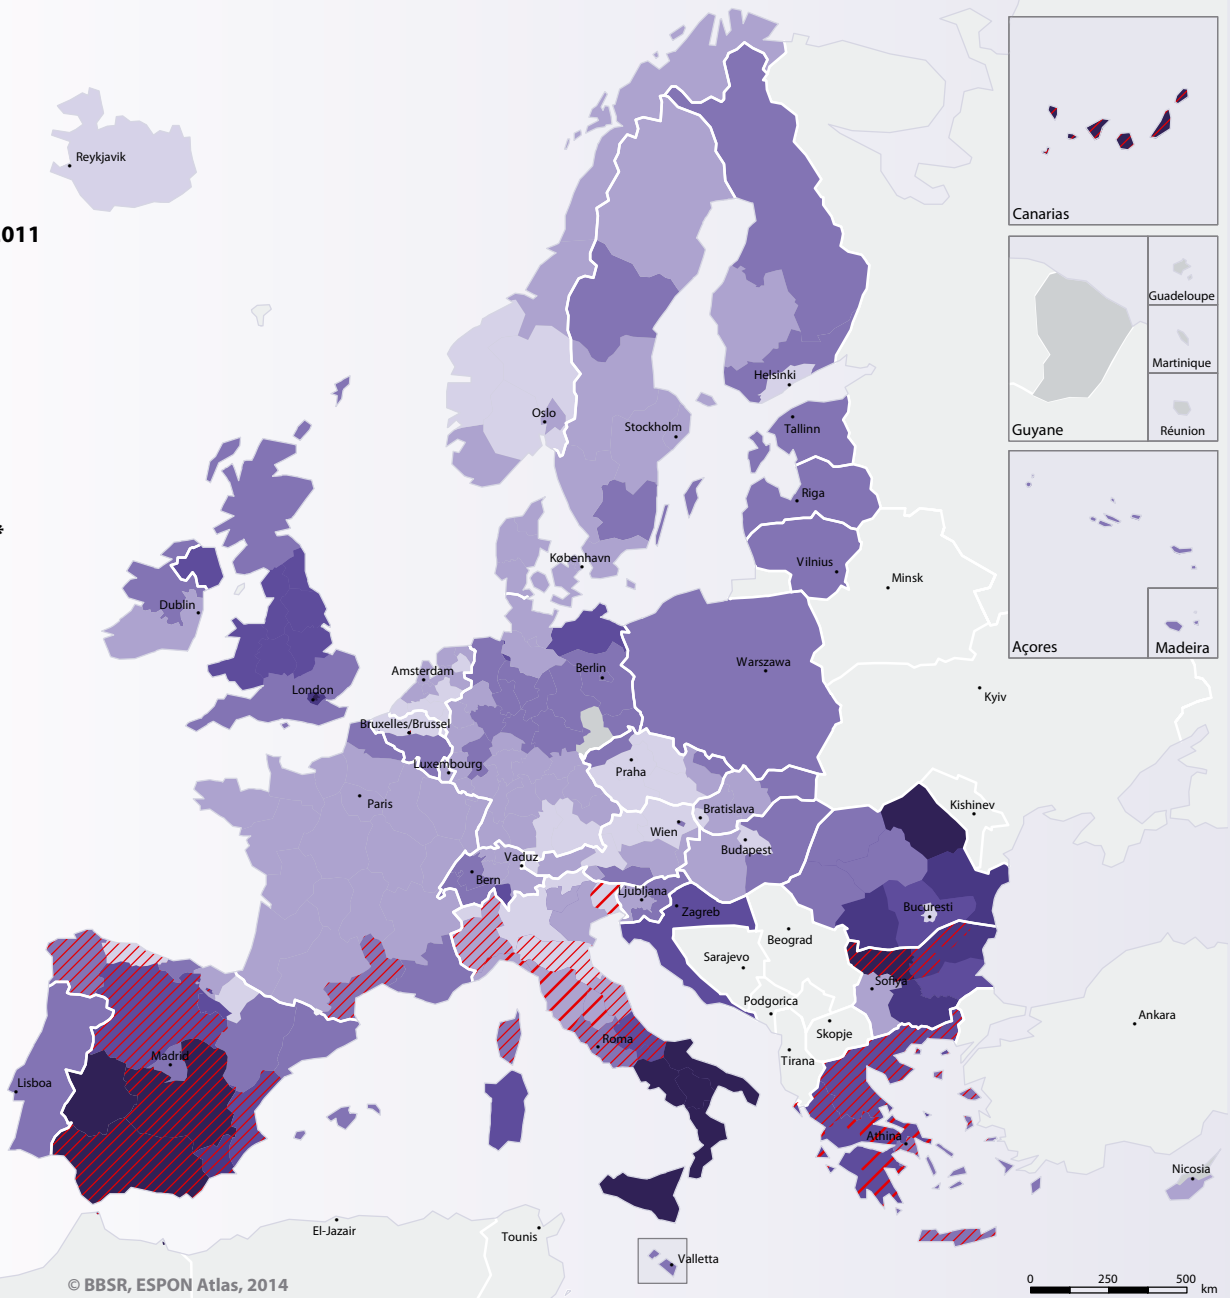 Reykjavik
011
*
Canarias
Guadeloupe
Martinique
Guyane
Réunion
Açores
Madeira
Helsinki
Oslo
Stockholm
Tallinn
Riga
København
Vilnius
Minsk
Dublin
Amsterdam
Berlin
Warszawa
London
Kyiv
Bruxelles/Brussel
Luxembourg
Praha
Paris
Bratislava
Kishinev
Wien
Budapest
Vaduz
Bern
Ljubljana
Zagreb
Bucuresti
Beograd
Sarajevo
Sofiya
Podgorica
Skopje
Ankara
Madrid
Roma
Tirana
Lisboa
Athina
Nicosia
El-Jazair
Tounis
Valletta
© BBSR, ESPON Atlas, 2014
0 250 500
km